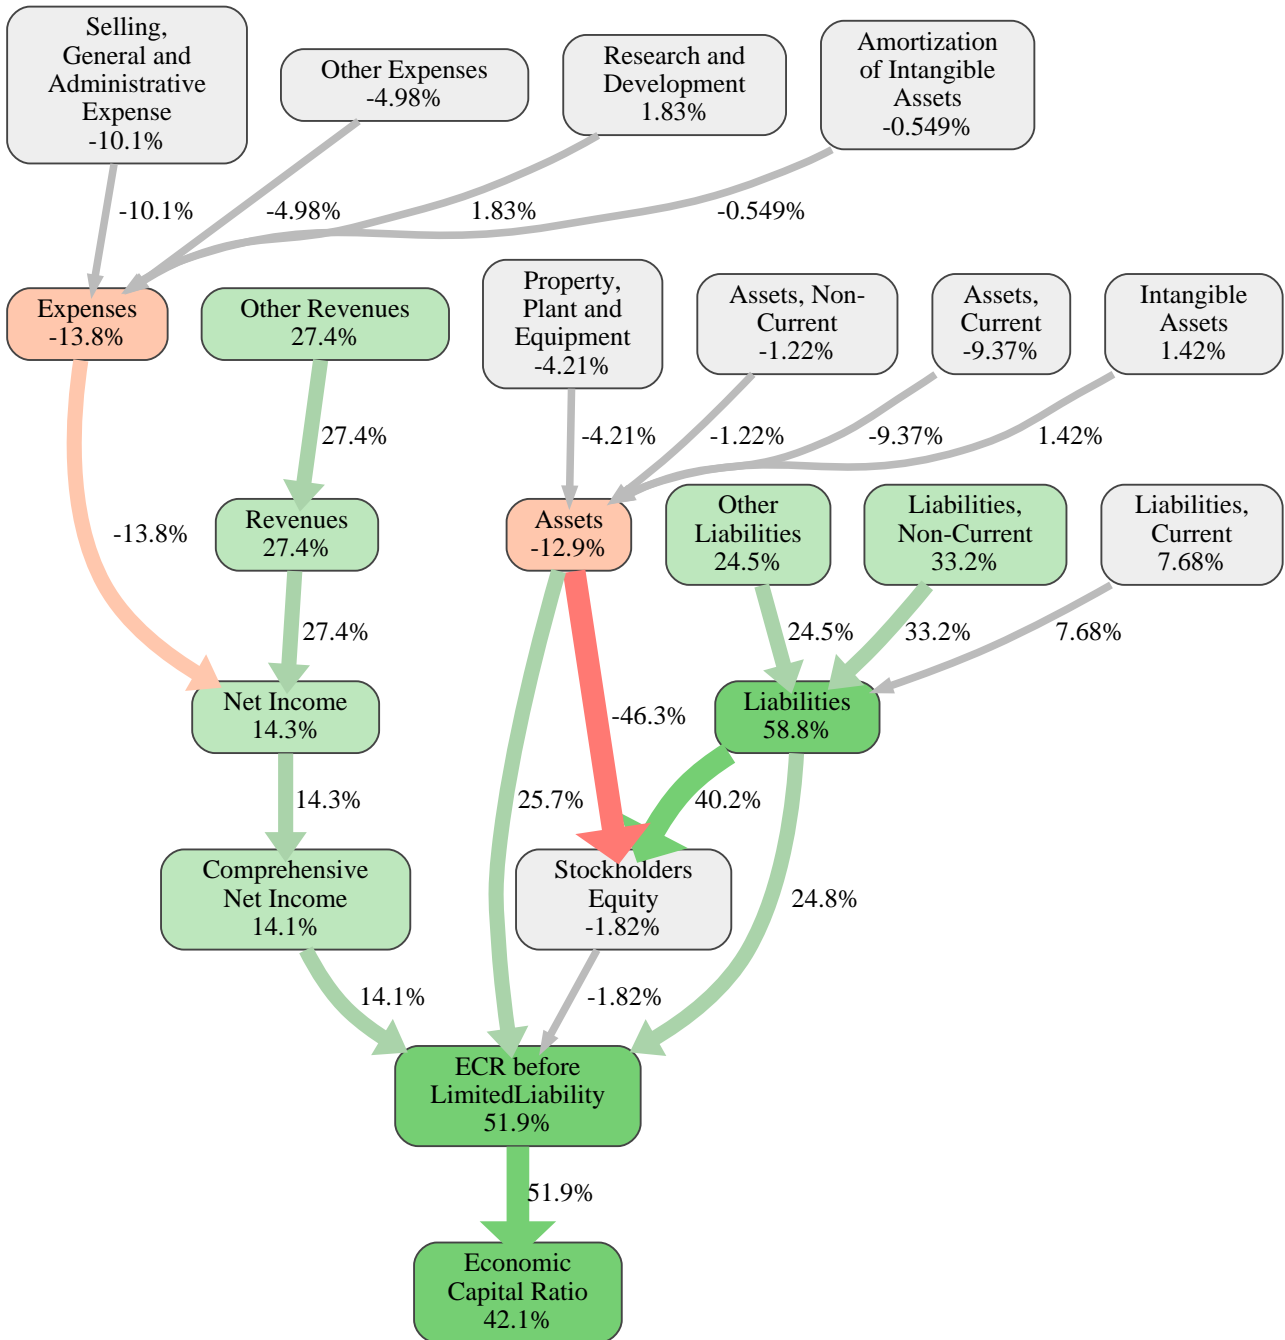 Selling,
General and
Administrative
Expense
-10.1%
Other Expenses
-4.98%
Research and
Development
1.83%
Amortization
of Intangible
Assets
-0.549%
-10.1%
-4.98%
1.83%
-0.549%
Expenses
-13.8%
Other Revenues
27.4%
Property,
Plant and
Equipment
-4.21%
Assets, Non-
Current
-1.22%
Assets,
Current
-9.37%
Intangible
Assets
1.42%
27.4%
-4.21%
-1.22%
-9.37%
1.42%
-13.8%
Revenues
27.4%
Assets
-12.9%
Other
Liabilities
24.5%
Liabilities,
Non-Current
33.2%
Liabilities,
Current
7.68%
27.4%
24.5%
33.2%
7.68%
Net Income
14.3%
-46.3%
Liabilities
58.8%
14.3%
25.7%
40.2%
Comprehensive
Net Income
14.1%
Stockholders
Equity
-1.82%
24.8%
14.1%
-1.82%
ECR before
LimitedLiability
51.9%
51.9%
Economic
Capital Ratio
42.1%